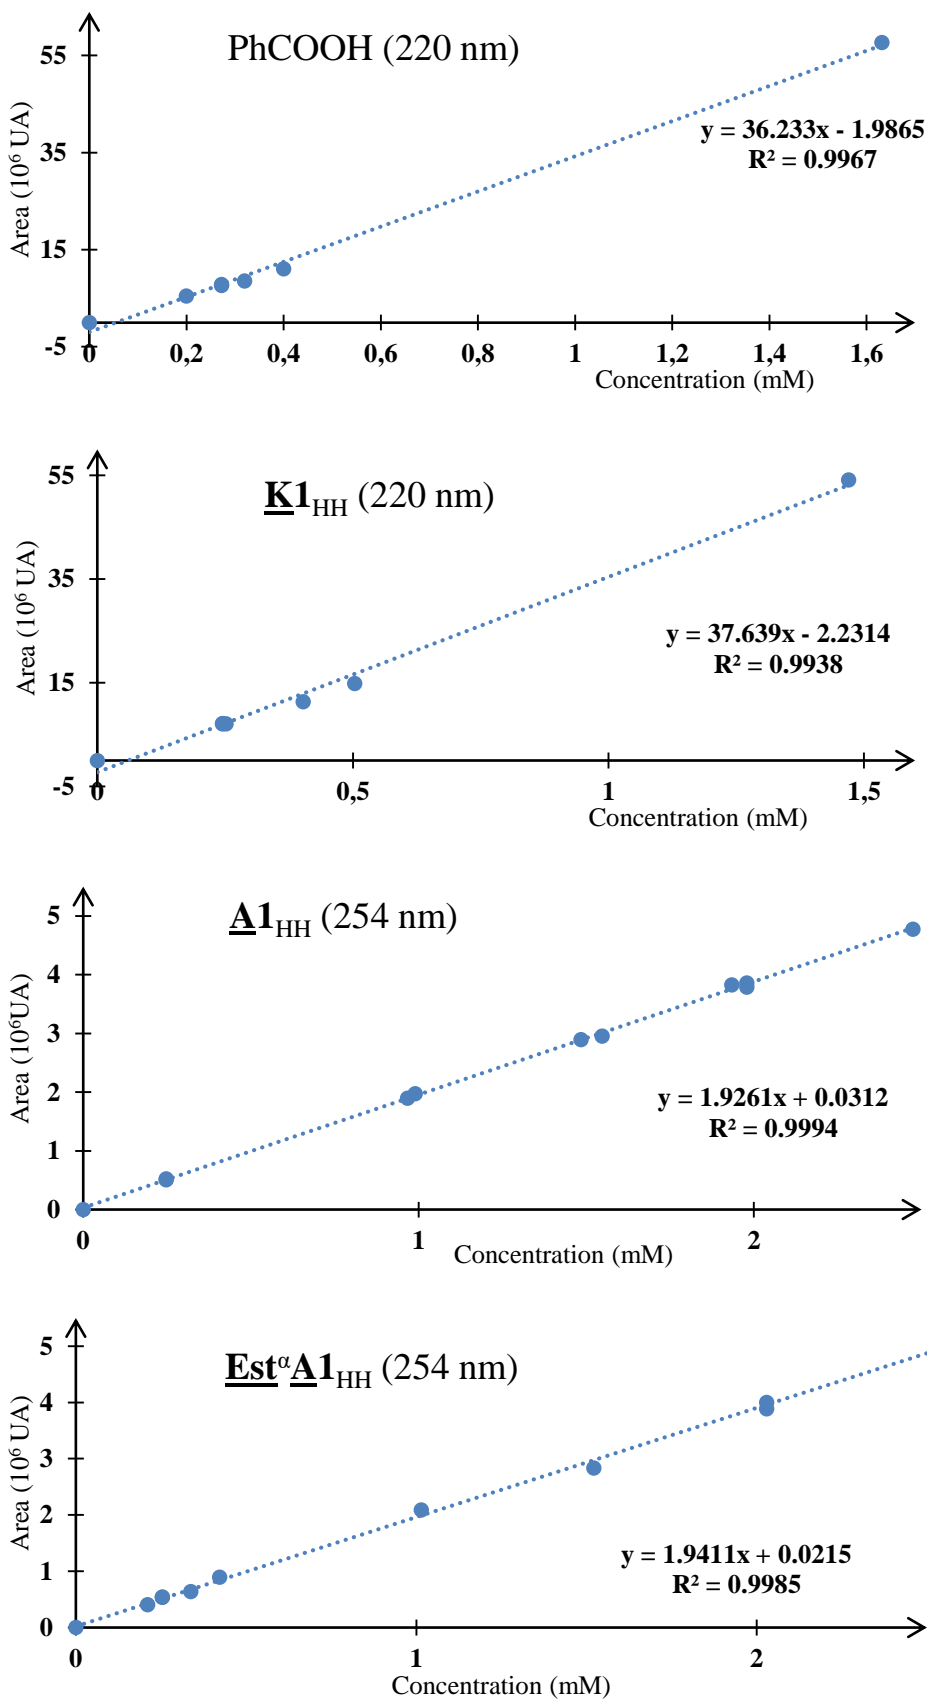 PhCOOH (220 nm)
Area (10⁶ UA)
55
35
15
-5
y = 36.233x - 1.9865
R² = 0.9967
0 0,2 0,4 0,6 0,8 1 1,2 1,4 1,6
Concentration (mM)
K1HH (220 nm)
Area (10⁶ UA)
55
35
15
-5
y = 37.639x - 2.2314
R² = 0.9938
0 0,5 1 1,5
Concentration (mM)
A1HH (254 nm)
Area (10⁶UA)
5
4
3
2
1
0
y = 1.9261x + 0.0312
R² = 0.9994
0 1 2
Concentration (mM)
EstᵅA1HH (254 nm)
Area (10⁶ UA)
5
4
3
2
1
0
y = 1.9411x + 0.0215
R² = 0.9985
0 1 2
Concentration (mM)